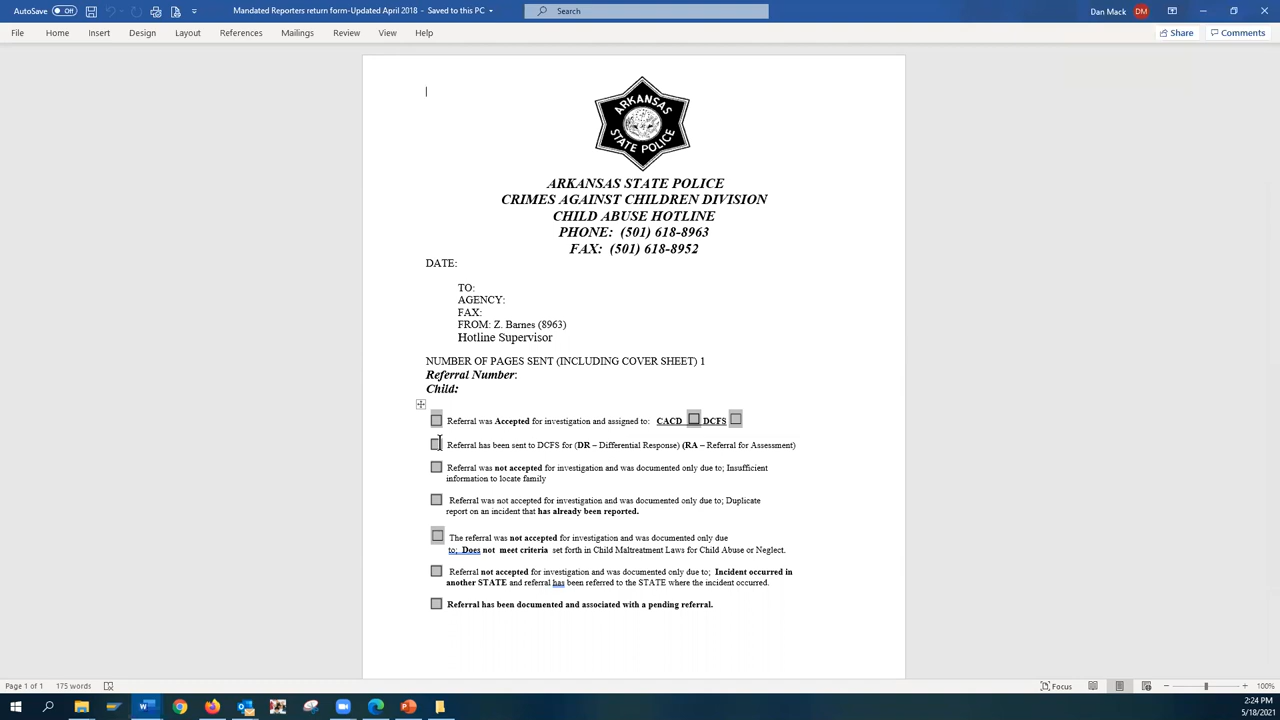 AutoSave Off Mandated Reporters return form-Updated April 2018 - Saved to this PC Search Dan Mack DM
File Home Insert Design Layout References Mailings Review View Help Share Comments
ARKANSAS
STATE POLICE
ARKANSAS STATE POLICE
CRIMES AGAINST CHILDREN DIVISION
CHILD ABUSE HOTLINE
PHONE: (501) 618-8963
FAX: (501) 618-8952
DATE:
TO:
AGENCY:
FAX:
FROM: Z. Barnes (8963)
Hotline Supervisor
NUMBER OF PAGES SENT (INCLUDING COVER SHEET) 1
Referral Number:
Child:
Referral was Accepted for investigation and assigned to: CACD DCFS
Referral has been sent to DCFS for (DR – Differential Response) (RA – Referral for Assessment)
Referral was not accepted for investigation and was documented only due to; Insufficient
information to locate family
Referral was not accepted for investigation and was documented only due to; Duplicate
report on an incident that has already been reported.
The referral was not accepted for investigation and was documented only due
to; Does not meet criteria set forth in Child Maltreatment Laws for Child Abuse or Neglect.
Referral not accepted for investigation and was documented only due to; Incident occurred in
another STATE and referral has been referred to the STATE where the incident occurred.
Referral has been documented and associated with a pending referral.
Page 1 of 1 175 words Focus 100%
2:24 PM
5/18/2021